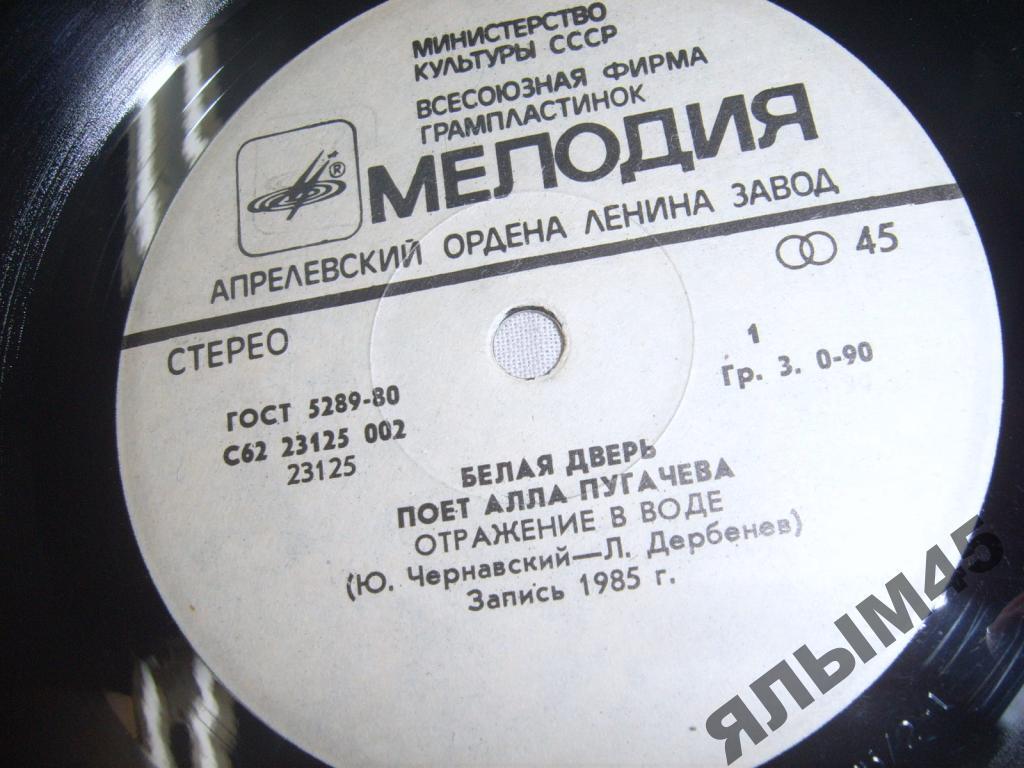 МИНИСТЕРСТВО
КУЛЬТУРЫ СССР
ВСЕСОЮЗНАЯ ФИРМА
ГРАМПЛАСТИНОК
МЕЛОДИЯ
®
АПРЕЛЕВСКИЙ ОРДЕНА ЛЕНИНА ЗАВОД
СТЕРЕО
45
ГОСТ 5289-80
С62 23125 002
23125
1
Гр. 3. 0-90
БЕЛАЯ ДВЕРЬ
ПОЕТ АЛЛА ПУГАЧЕВА
ОТРАЖЕНИЕ В ВОДЕ
(Ю. Чернавский—Л. Дербенев)
Запись 1985 г.
ЯЛЫМ45